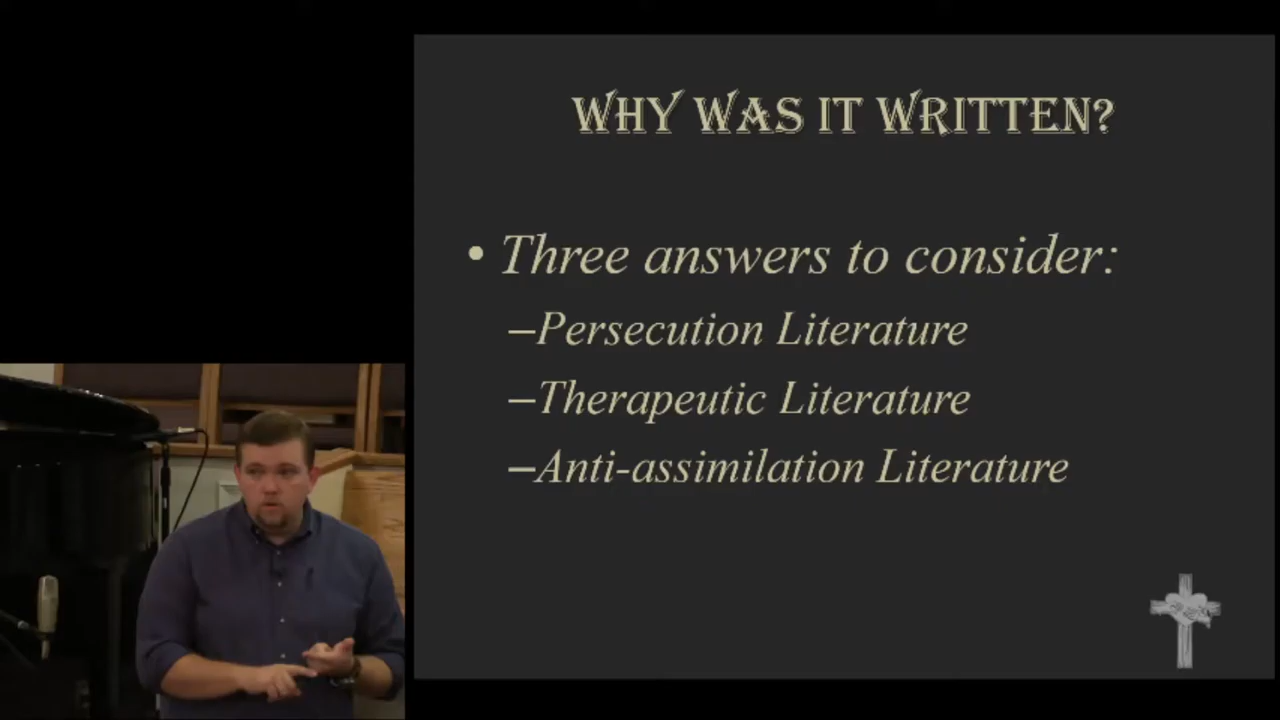 WHY WAS IT WRITTEN?
• Three answers to consider:
–Persecution Literature
–Therapeutic Literature
–Anti-assimilation Literature